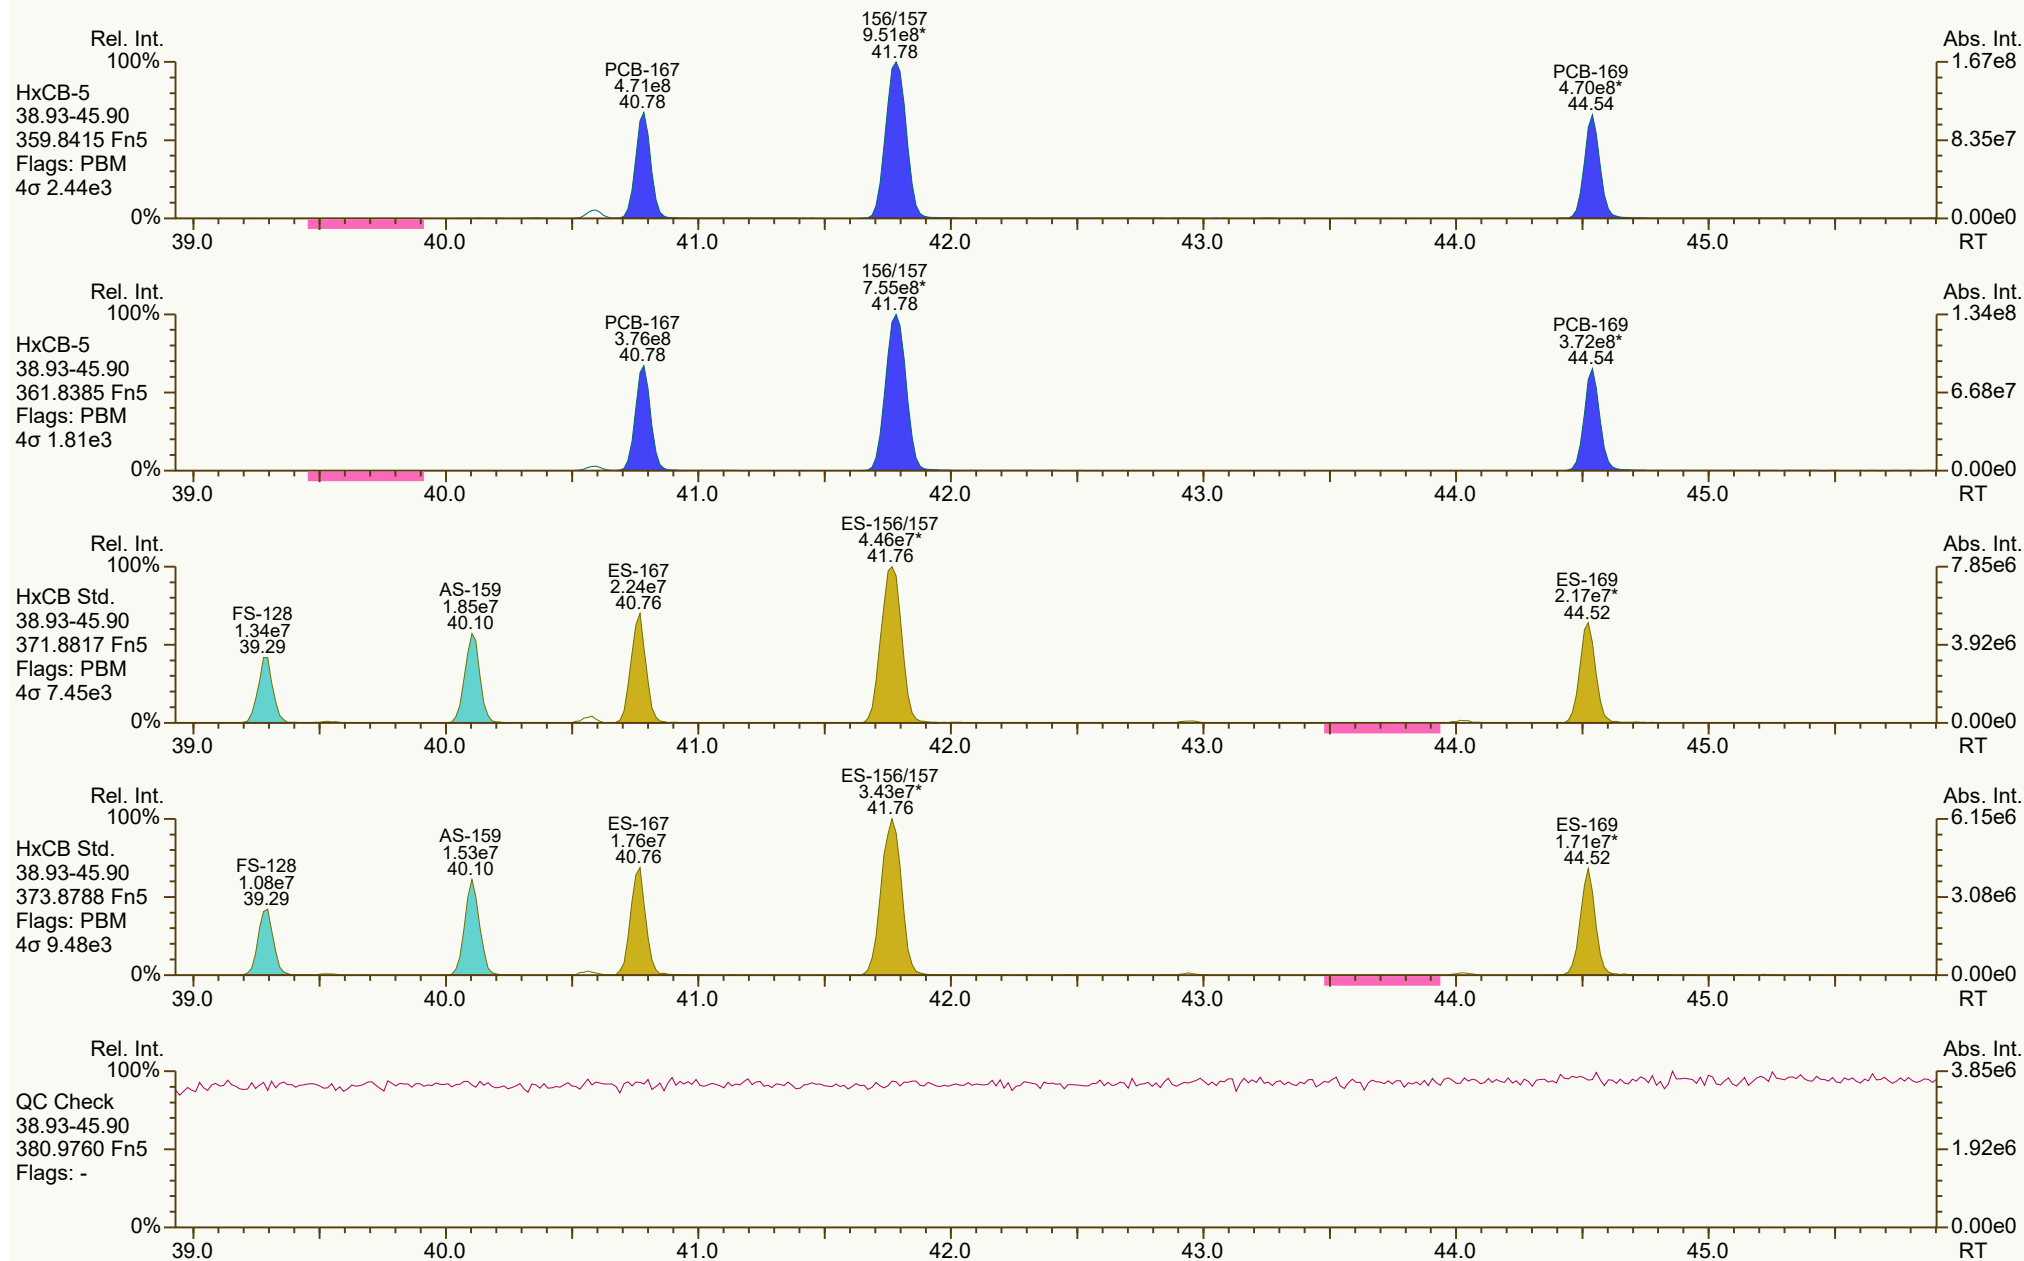 Rel. Int.
100%
0%
HxCB-5
38.93-45.90
359.8415 Fn5
Flags: PBM
4σ 2.44e3
PCB-167
4.71e8
40.78
156/157
9.51e8*
41.78
PCB-169
4.70e8*
44.54
Abs. Int.
1.67e8
8.35e7
0.00e0
39.0 40.0 41.0 42.0 43.0 44.0 45.0 RT
Rel. Int.
100%
0%
HxCB-5
38.93-45.90
361.8385 Fn5
Flags: PBM
4σ 1.81e3
PCB-167
3.76e8
40.78
156/157
7.55e8*
41.78
PCB-169
3.72e8*
44.54
Abs. Int.
1.34e8
6.68e7
0.00e0
39.0 40.0 41.0 42.0 43.0 44.0 45.0 RT
Rel. Int.
100%
0%
HxCB Std.
38.93-45.90
371.8817 Fn5
Flags: PBM
4σ 7.45e3
FS-128
1.34e7
39.29
AS-159
1.85e7
40.10
ES-167
2.24e7
40.76
ES-156/157
4.46e7*
41.76
ES-169
2.17e7*
44.52
Abs. Int.
7.85e6
3.92e6
0.00e0
39.0 40.0 41.0 42.0 43.0 44.0 45.0 RT
Rel. Int.
100%
0%
HxCB Std.
38.93-45.90
373.8788 Fn5
Flags: PBM
4σ 9.48e3
FS-128
1.08e7
39.29
AS-159
1.53e7
40.10
ES-167
1.76e7
40.76
ES-156/157
3.43e7*
41.76
ES-169
1.71e7*
44.52
Abs. Int.
6.15e6
3.08e6
0.00e0
39.0 40.0 41.0 42.0 43.0 44.0 45.0 RT
Rel. Int.
100%
0%
QC Check
38.93-45.90
380.9760 Fn5
Flags: -
Abs. Int.
3.85e6
1.92e6
0.00e0
39.0 40.0 41.0 42.0 43.0 44.0 45.0 RT